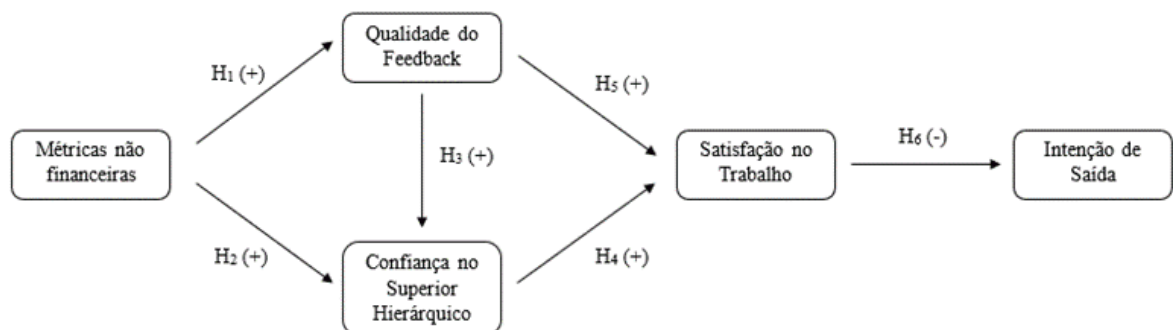 Qualidade do
Feedback
H1 (+)
H5 (+)
Métricas não
financeiras
H3 (+)
Satisfação no
Trabalho
H6 (-)
Intenção de
Saída
H2 (+)
Confiança no
Superior
Hierárquico
H4 (+)